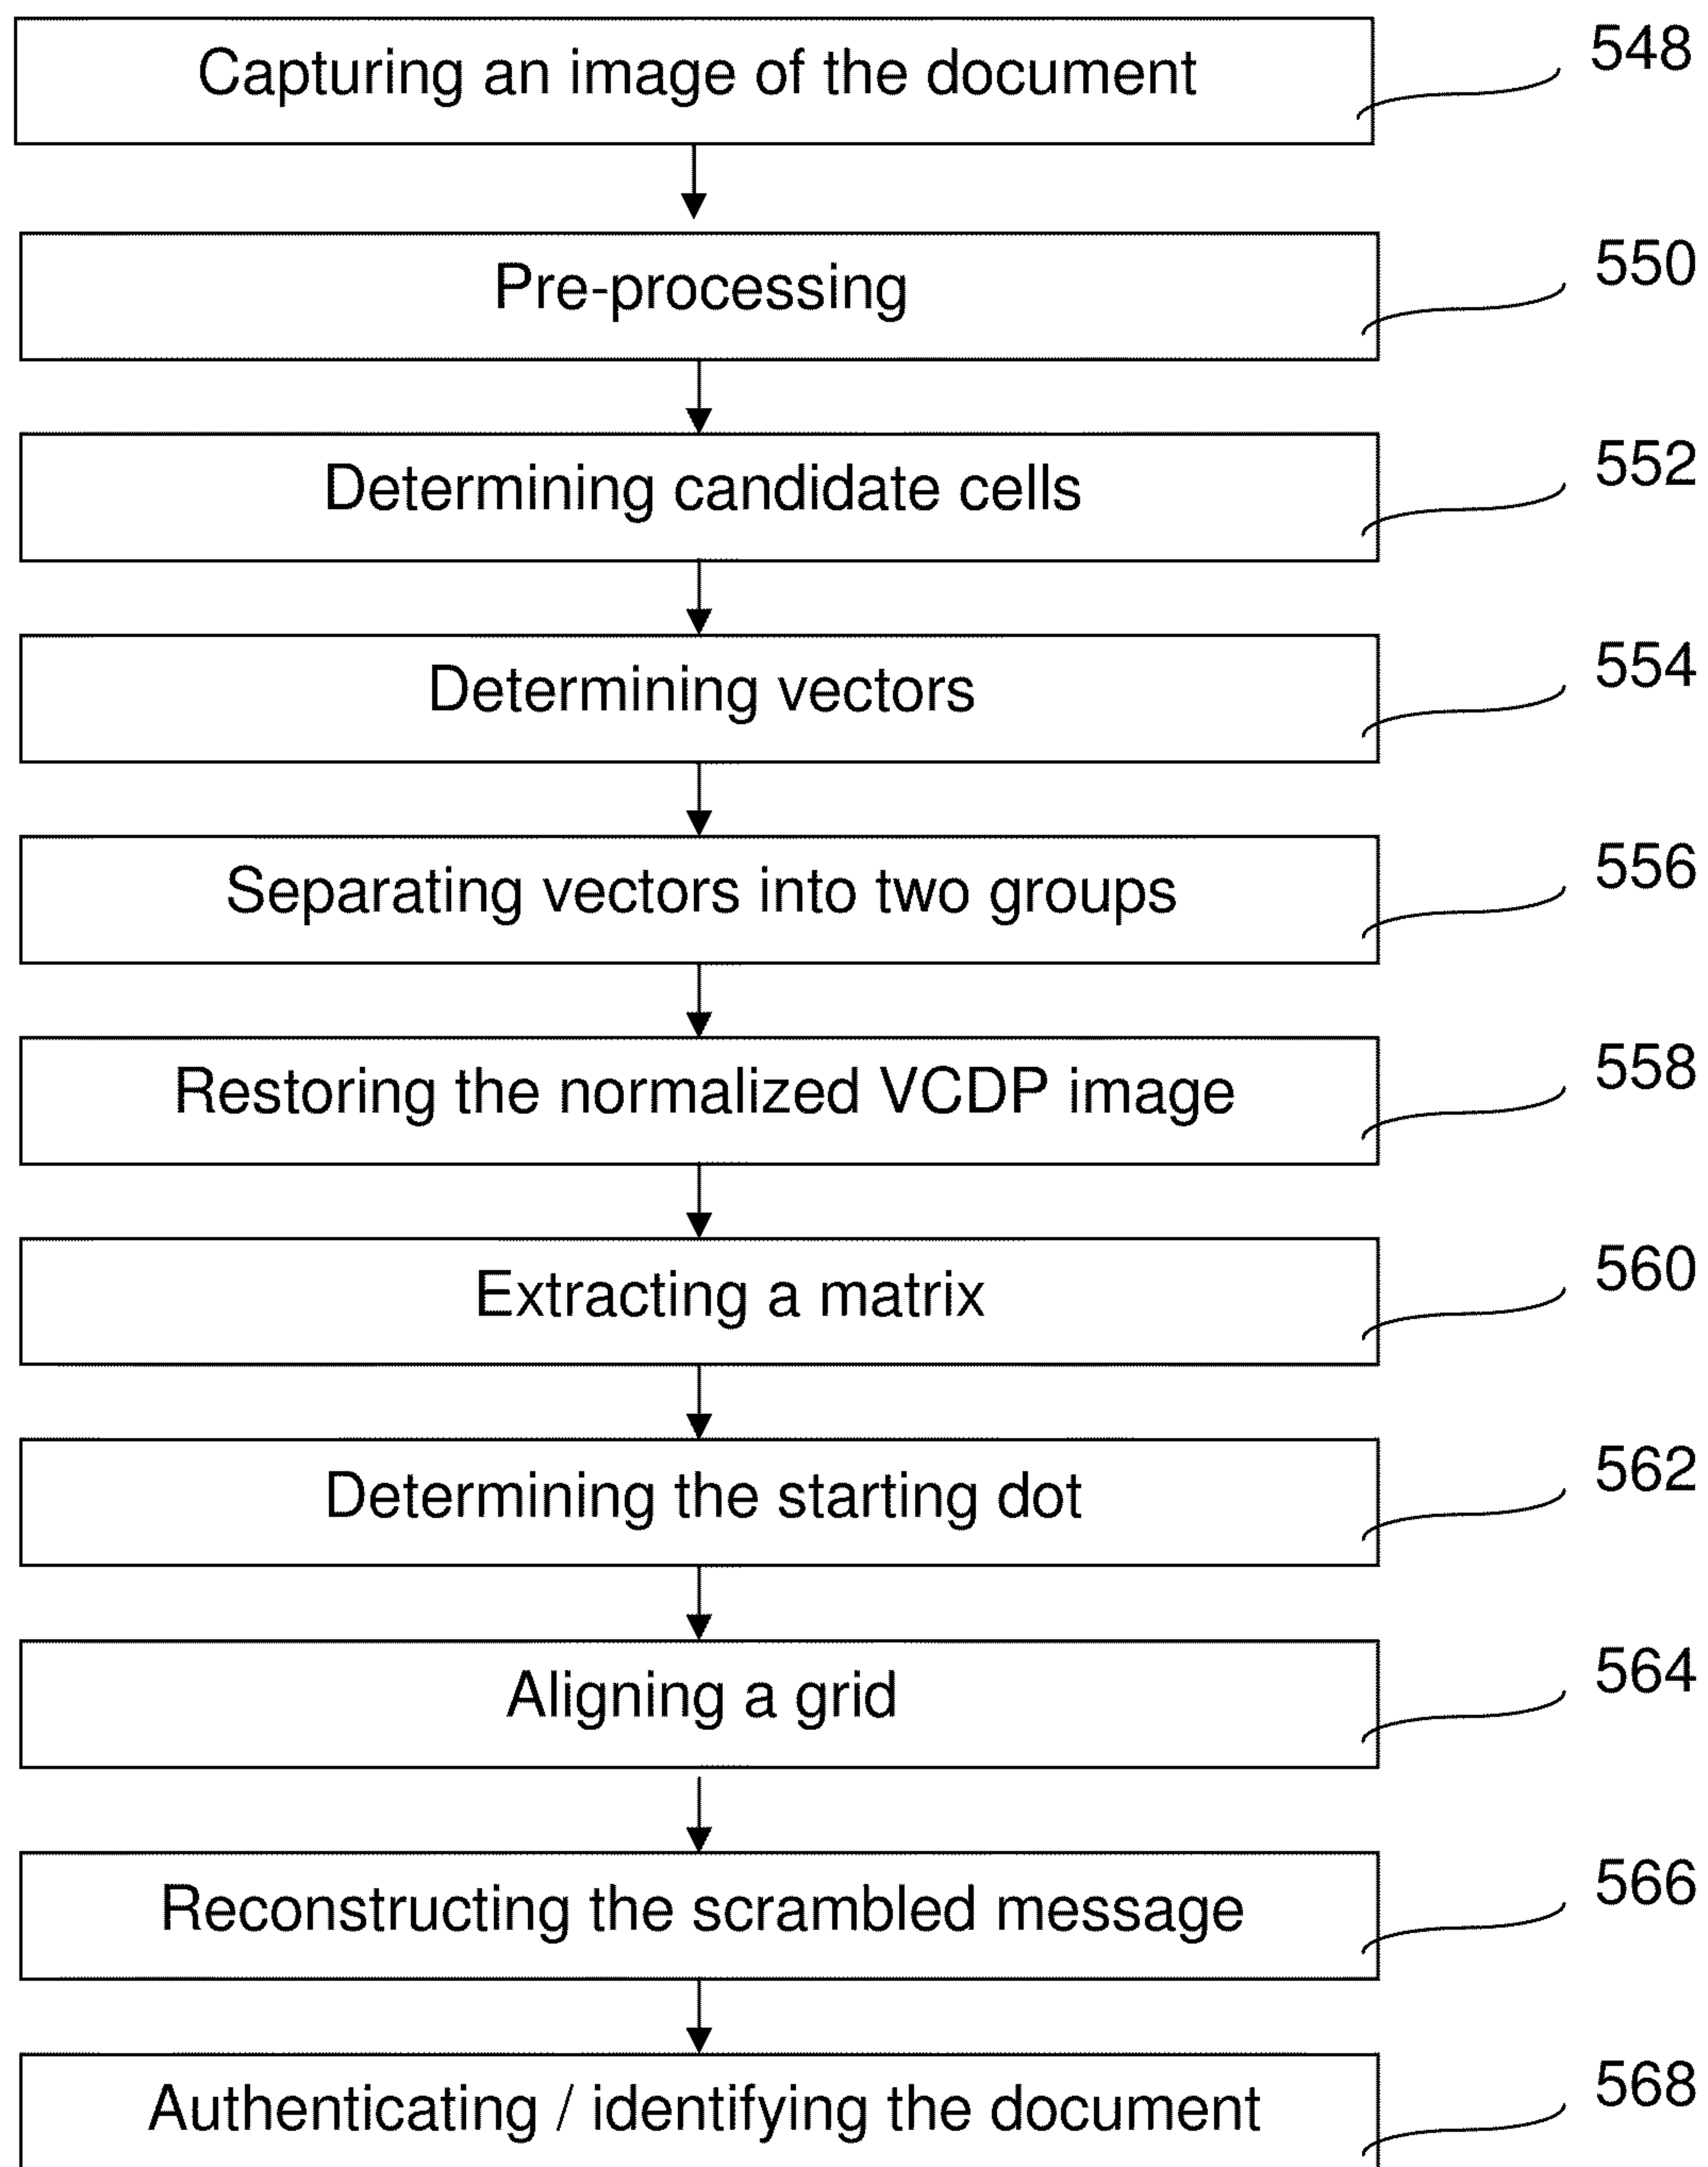 Capturing an image of the document 548
Pre-processing 550
Determining candidate cells 552
Determining vectors 554
Separating vectors into two groups 556
Restoring the normalized VCDP image 558
Extracting a matrix 560
Determining the starting dot 562
Aligning a grid 564
Reconstructing the scrambled message 566
Authenticating / identifying the document 568